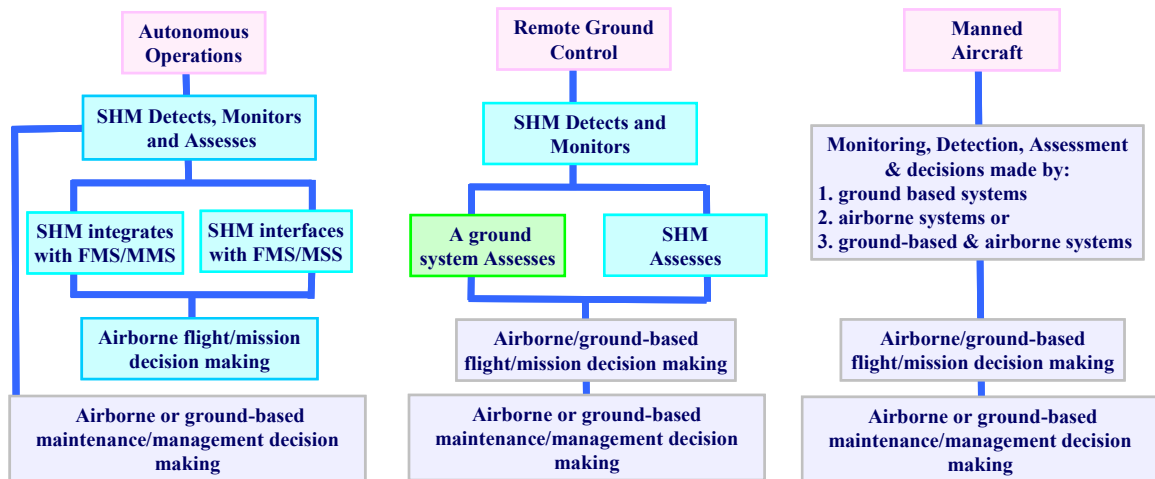 Autonomous
Operations
SHM Detects, Monitors
and Assesses
SHM integrates
with FMS/MMS
SHM interfaces
with FMS/MSS
Airborne flight/mission
decision making
Airborne or ground-based
maintenance/management decision
making
Remote Ground
Control
SHM Detects and
Monitors
A ground
system Assesses
SHM
Assesses
Airborne/ground-based
flight/mission decision making
Airborne or ground-based
maintenance/management decision
making
Manned
Aircraft
Monitoring, Detection, Assessment
& decisions made by:
1. ground based systems
2. airborne systems or
3. ground-based & airborne systems
Airborne/ground-based
flight/mission decision making
Airborne or ground-based
maintenance/management decision
making